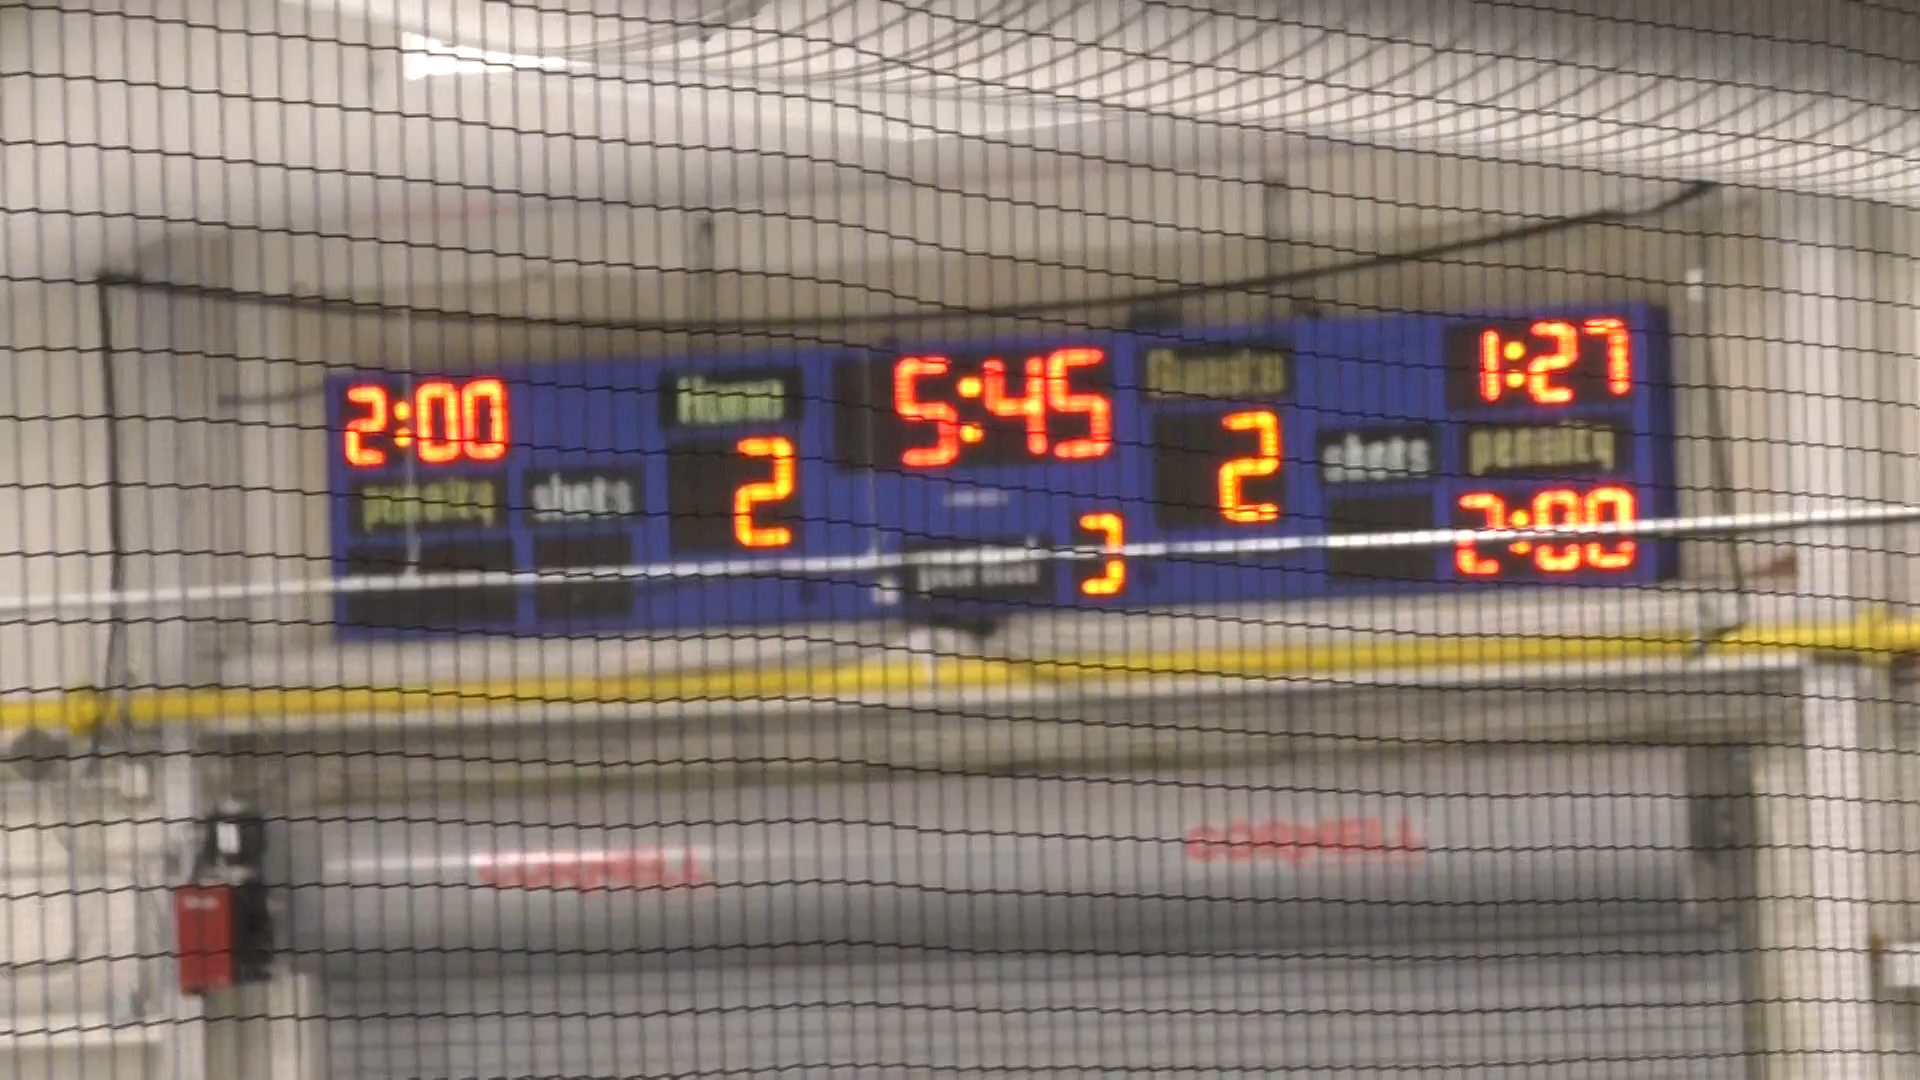 2:00 Home 5:45 Guests 1:27
penalty shots 2 2 shots penalty
period 3 2:00
CORNELL CORNELL